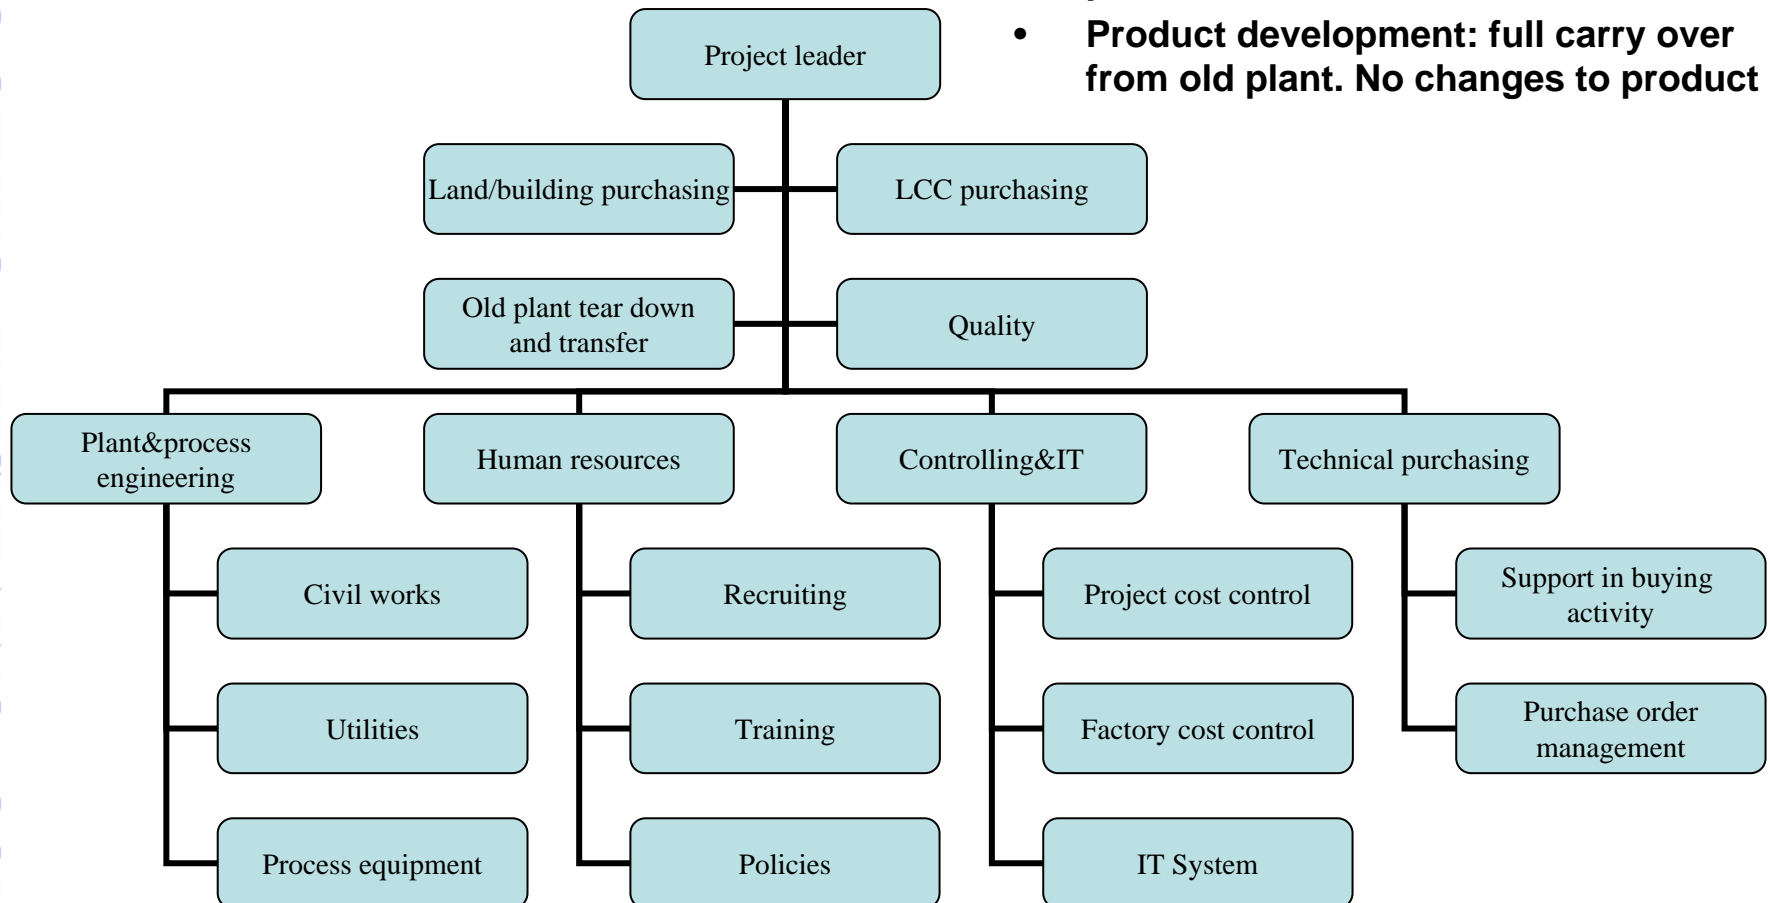 Project leader
• Product development: full carry over
from old plant. No changes to product
Land/building purchasing
LCC purchasing
Old plant tear down
and transfer
Quality
Plant&process
engineering
Human resources
Controlling&IT
Technical purchasing
Civil works
Recruiting
Project cost control
Support in buying
activity
Utilities
Training
Factory cost control
Purchase order
management
Process equipment
Policies
IT System